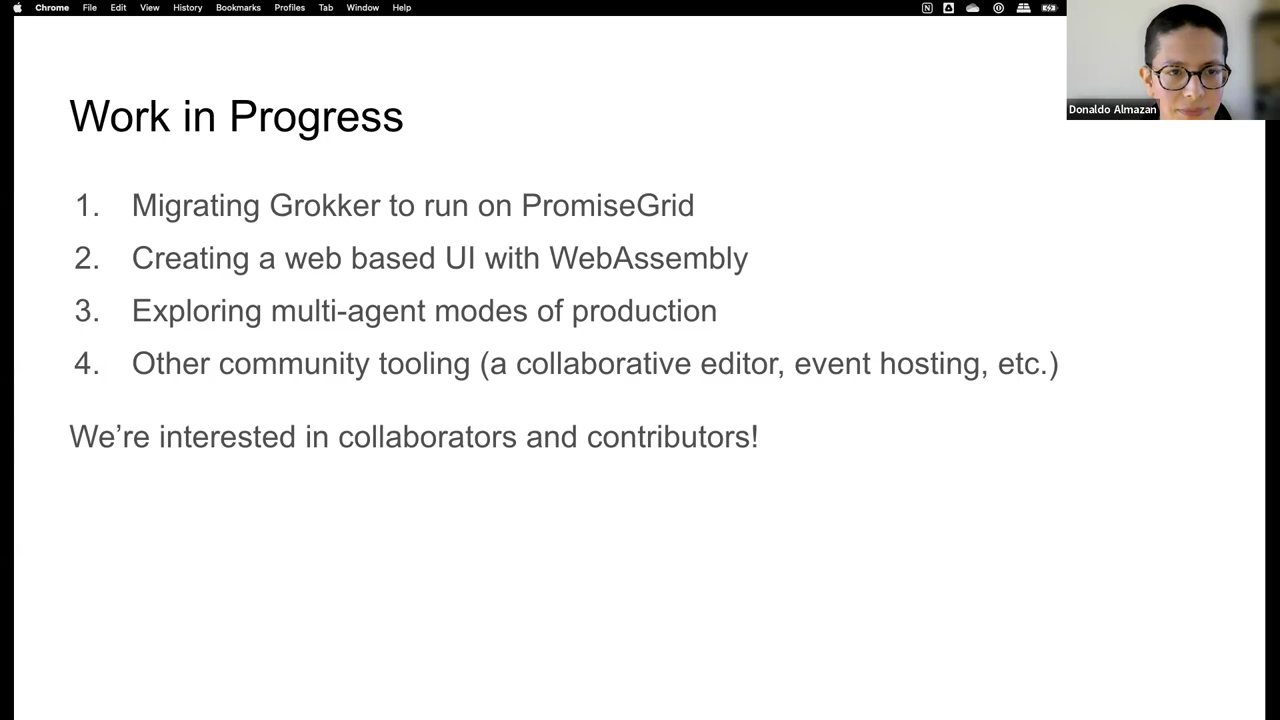 Chrome File Edit View History Bookmarks Profiles Tab Window Help
Donaldo Almazan
Work in Progress
1. Migrating Grokker to run on PromiseGrid
2. Creating a web based UI with WebAssembly
3. Exploring multi-agent modes of production
4. Other community tooling (a collaborative editor, event hosting, etc.)
We’re interested in collaborators and contributors!